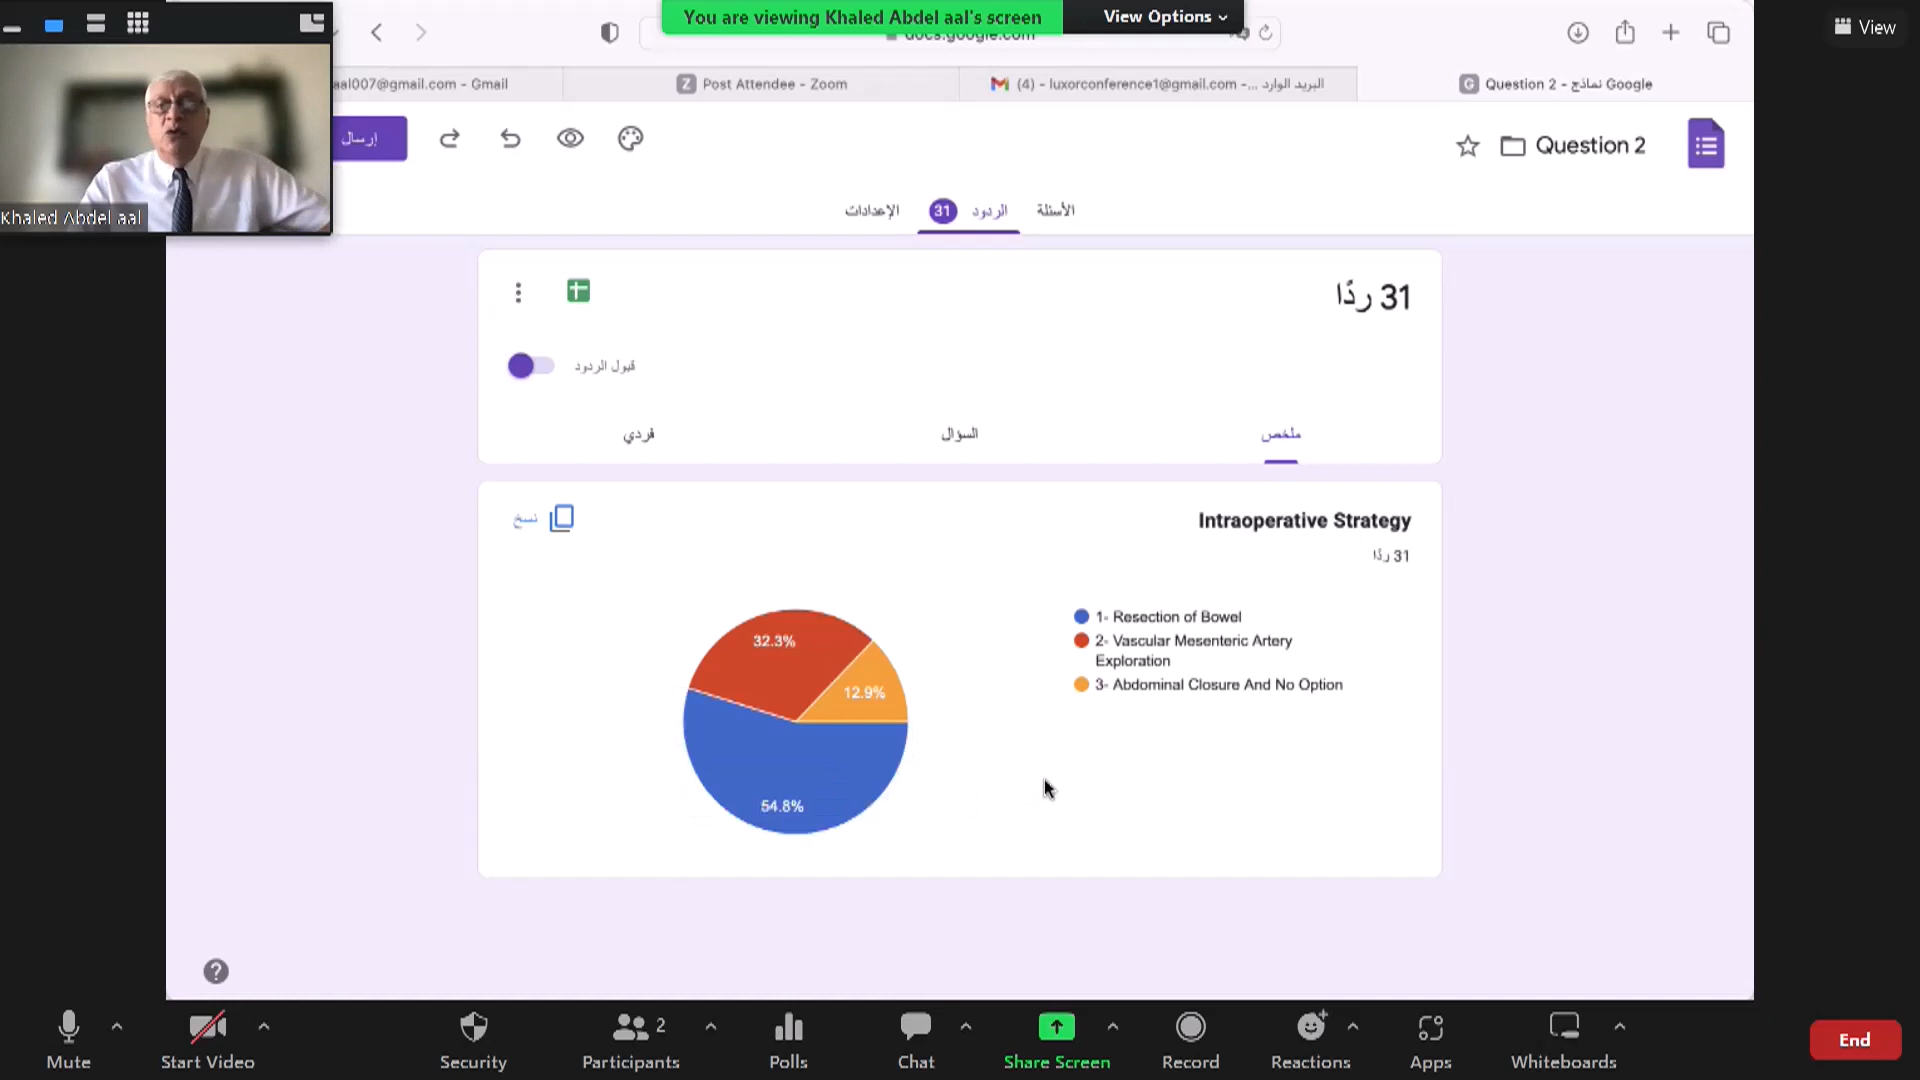 You are viewing Khaled Abdel aal's screen
View Options
View
docs.google.com
aal007@gmail.com - Gmail
Post Attendee - Zoom
(4) - luxorconference1@gmail.com -... البريد الوارد
Question 2 - نماذج Google
Khaled Abdel aal
إرسال
Question 2
الأسئلة
الردود 31
الإعدادات
31 ردًا
قبول الردود
ملخص
السؤال
فردي
نسخ
Intraoperative Strategy
31 ردًا
1- Resection of Bowel
2- Vascular Mesenteric Artery
Exploration
3- Abdominal Closure And No Option
32.3%
12.9%
54.8%
2
Mute
Start Video
Security
Participants
Polls
Chat
Share Screen
Record
Reactions
Apps
Whiteboards
End